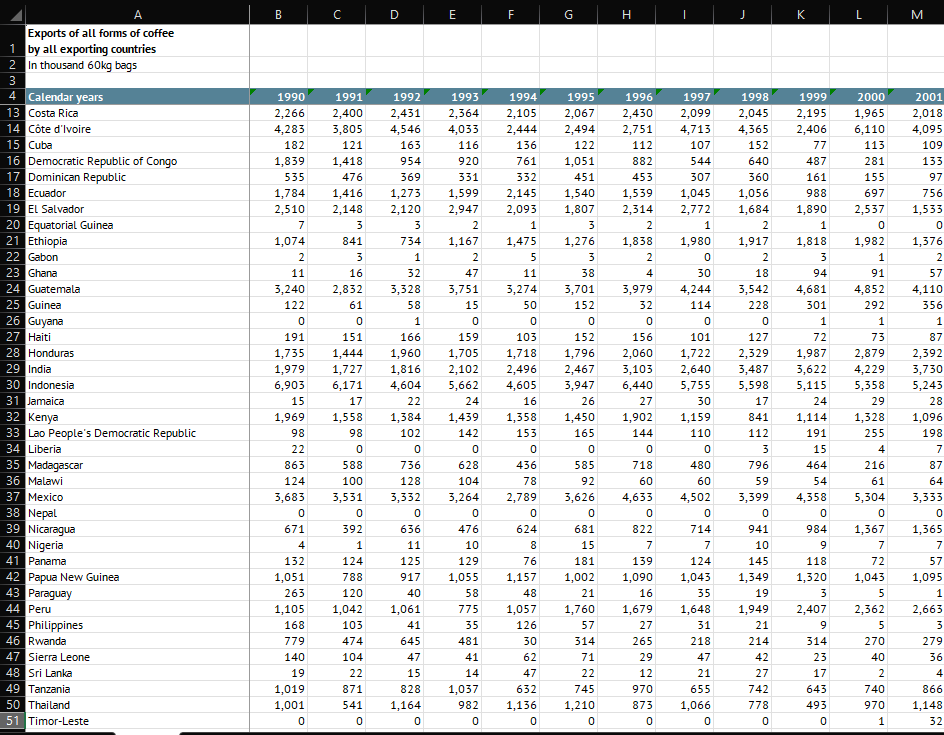 A B C D E F G H I J K L M
Exports of all forms of coffee
1 by all exporting countries
2 In thousand 60kg bags
3
4 Calendar years 1990 1991 1992 1993 1994 1995 1996 1997 1998 1999 2000 2001
13 Costa Rica 2,266 2,400 2,431 2,364 2,105 2,067 2,430 2,099 2,045 2,195 1,965 2,018
14 Côte d'Ivoire 4,283 3,805 4,546 4,033 2,444 2,494 2,751 4,713 4,365 2,406 6,110 4,095
15 Cuba 182 121 163 116 136 122 112 107 152 77 113 109
16 Democratic Republic of Congo 1,839 1,418 954 920 761 1,051 882 544 640 487 281 133
17 Dominican Republic 535 476 369 331 332 451 453 307 360 161 155 97
18 Ecuador 1,784 1,416 1,273 1,599 2,145 1,540 1,539 1,045 1,056 988 697 756
19 El Salvador 2,510 2,148 2,120 2,947 2,093 1,807 2,314 2,772 1,684 1,890 2,537 1,533
20 Equatorial Guinea 7 3 3 2 1 3 2 1 2 1 0 0
21 Ethiopia 1,074 841 734 1,167 1,475 1,276 1,838 1,980 1,917 1,818 1,982 1,376
22 Gabon 2 3 1 2 5 3 2 0 2 3 1 2
23 Ghana 11 16 32 47 11 38 4 30 18 94 91 57
24 Guatemala 3,240 2,832 3,328 3,751 3,274 3,701 3,979 4,244 3,542 4,681 4,852 4,110
25 Guinea 122 61 58 15 50 152 32 114 228 301 292 356
26 Guyana 0 0 1 0 0 0 0 0 0 1 1 1
27 Haiti 191 151 166 159 103 152 156 101 127 72 73 87
28 Honduras 1,735 1,444 1,960 1,705 1,718 1,796 2,060 1,722 2,329 1,987 2,879 2,392
29 India 1,979 1,727 1,816 2,102 2,496 2,467 3,103 2,640 3,487 3,622 4,229 3,730
30 Indonesia 6,903 6,171 4,604 5,662 4,605 3,947 6,440 5,755 5,598 5,115 5,358 5,243
31 Jamaica 15 17 22 24 16 26 27 30 17 24 29 28
32 Kenya 1,969 1,558 1,384 1,439 1,358 1,450 1,902 1,159 841 1,114 1,328 1,096
33 Lao People's Democratic Republic 98 98 102 142 153 165 144 110 112 191 255 198
34 Liberia 22 0 0 0 0 0 0 0 3 15 4 7
35 Madagascar 863 588 736 628 436 585 718 480 796 464 216 87
36 Malawi 124 100 128 104 78 92 60 60 59 54 61 64
37 Mexico 3,683 3,531 3,332 3,264 2,789 3,626 4,633 4,502 3,399 4,358 5,304 3,333
38 Nepal 0 0 0 0 0 0 0 0 0 0 0 0
39 Nicaragua 671 392 636 476 624 681 822 714 941 984 1,367 1,365
40 Nigeria 4 1 11 10 8 15 7 7 10 9 7 7
41 Panama 132 124 125 129 76 181 139 124 145 118 72 57
42 Papua New Guinea 1,051 788 917 1,055 1,157 1,002 1,090 1,043 1,349 1,320 1,043 1,095
43 Paraguay 263 120 40 58 48 21 16 35 19 3 5 1
44 Peru 1,105 1,042 1,061 775 1,057 1,760 1,679 1,648 1,949 2,407 2,362 2,663
45 Philippines 168 103 41 35 126 57 27 31 21 9 5 3
46 Rwanda 779 474 645 481 30 314 265 218 214 314 270 279
47 Sierra Leone 140 104 47 41 62 71 29 47 42 23 40 36
48 Sri Lanka 19 22 15 14 47 22 12 21 27 17 2 4
49 Tanzania 1,019 871 828 1,037 632 745 970 655 742 643 740 866
50 Thailand 1,001 541 1,164 982 1,136 1,210 873 1,066 778 493 970 1,148
51 Timor-Leste 0 0 0 0 0 0 0 0 0 0 1 32